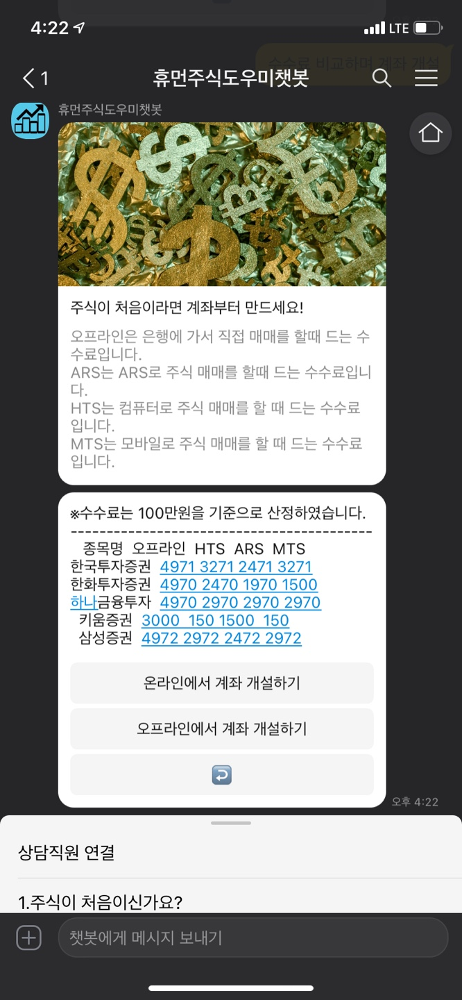 4:22
LTE
수수료 비교하며 계좌 개설
1
휴먼주식도우미챗봇
휴먼주식도우미챗봇
주식이 처음이라면 계좌부터 만드세요!
오프라인은 은행에 가서 직접 매매를 할때 드는 수
수료입니다.
ARS는 ARS로 주식 매매를 할때 드는 수수료입니
다.
HTS는 컴퓨터로 주식 매매를 할 때 드는 수수료
입니다.
MTS는 모바일로 주식 매매를 할 때 드는 수수료
입니다.
※수수료는 100만원을 기준으로 산정하였습니다.
------------------------------------------
종목명 오프라인 HTS ARS MTS
한국투자증권 4971 3271 2471 3271
한화투자증권 4970 2470 1970 1500
하나금융투자 4970 2970 2970 2970
키움증권 3000 150 1500 150
삼성증권 4972 2972 2472 2972
온라인에서 계좌 개설하기
오프라인에서 계좌 개설하기
오후 4:22
상담직원 연결
1.주식이 처음이신가요?
챗봇에게 메시지 보내기